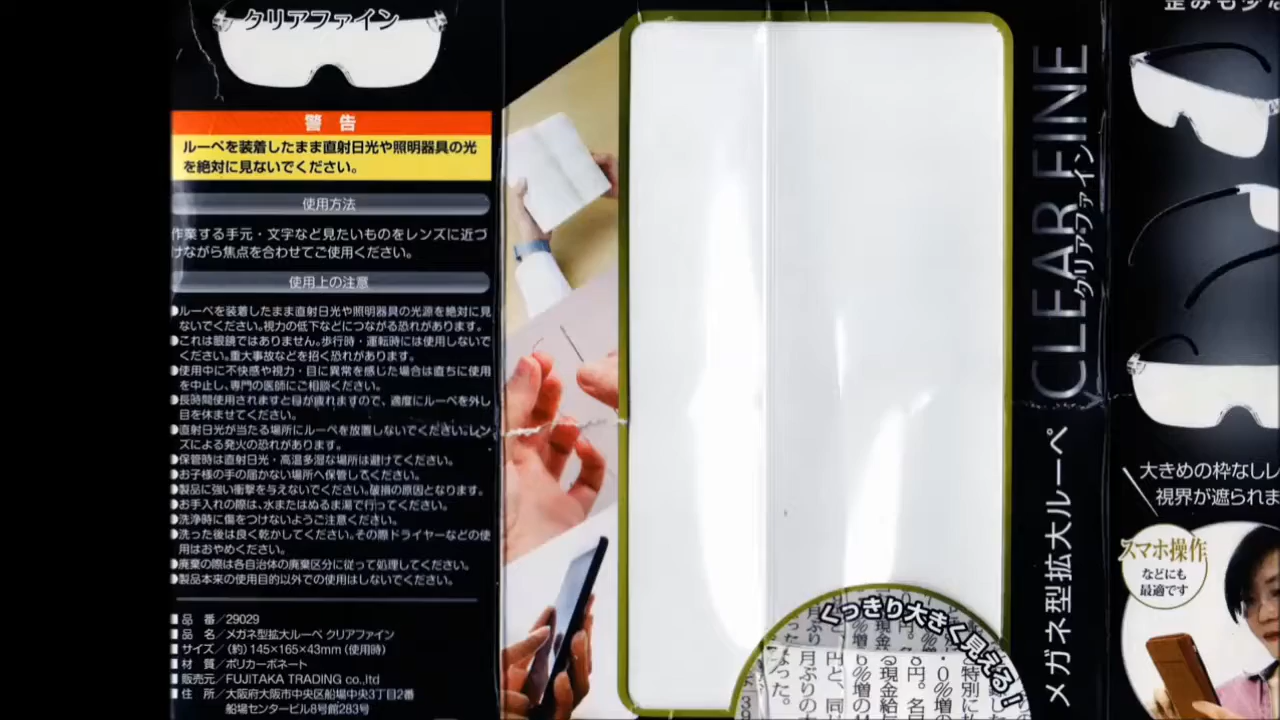 クリアファイン
警 告
ルーペを装着したまま直射日光や照明器具の光
を絶対に見ないでください。
使用方法
作業する手元・文字など見たいものをレンズに近づ
けながら焦点を合わせてご使用ください。
使用上の注意
ルーペを装着したまま直射日光や照明器具の光源を絶対に見
ないでください。視力の低下などにつながる恐れがあります。
これは眼鏡ではありません。歩行時・運転時には使用しないで
ください。重大事故などを招く恐れがあります。
使用中に不快感や視力・目に異常を感じた場合は直ちに使用
を中止し、専門の医師にご相談ください。
長時間使用されますと目が疲れますので、適度にルーペを外し
目を休ませてください。
直射日光が当たる場所にルーペを放置しないでください。レン
ズによる発火の恐れがあります。
保管時は直射日光・高温多湿な場所は避けてください。
お子様の手の届かない場所へ保管してください。
製品に強い衝撃を与えないでください。破損の原因となります。
お手入れの際は、水またはぬるま湯で行ってください。
洗浄時に傷をつけないようご注意ください。
洗った後は良く乾かしてください。その際ドライヤーなどの使
用はおやめください。
廃棄の際は各自治体の廃棄区分に従って処理してください。
製品本来の使用目的以外での使用はしないでください。
品 番/29029
品 名/メガネ型拡大ルーペ クリアファイン
サイズ/(約)145×165×43mm(使用時)
材 質/ポリカーボネート
販売元/FUJITAKA TRADING co.,ltd
住 所/大阪府大阪市中央区船場中央3丁目2番
船場センタービル8号館283号
くっきり大きく見える!
CLEAR FINE
クリアファイン
メガネ型拡大ルーペ
歪みも少な
大きめの枠なしレ
視界が遮られま
スマホ操作
などにも
最適です